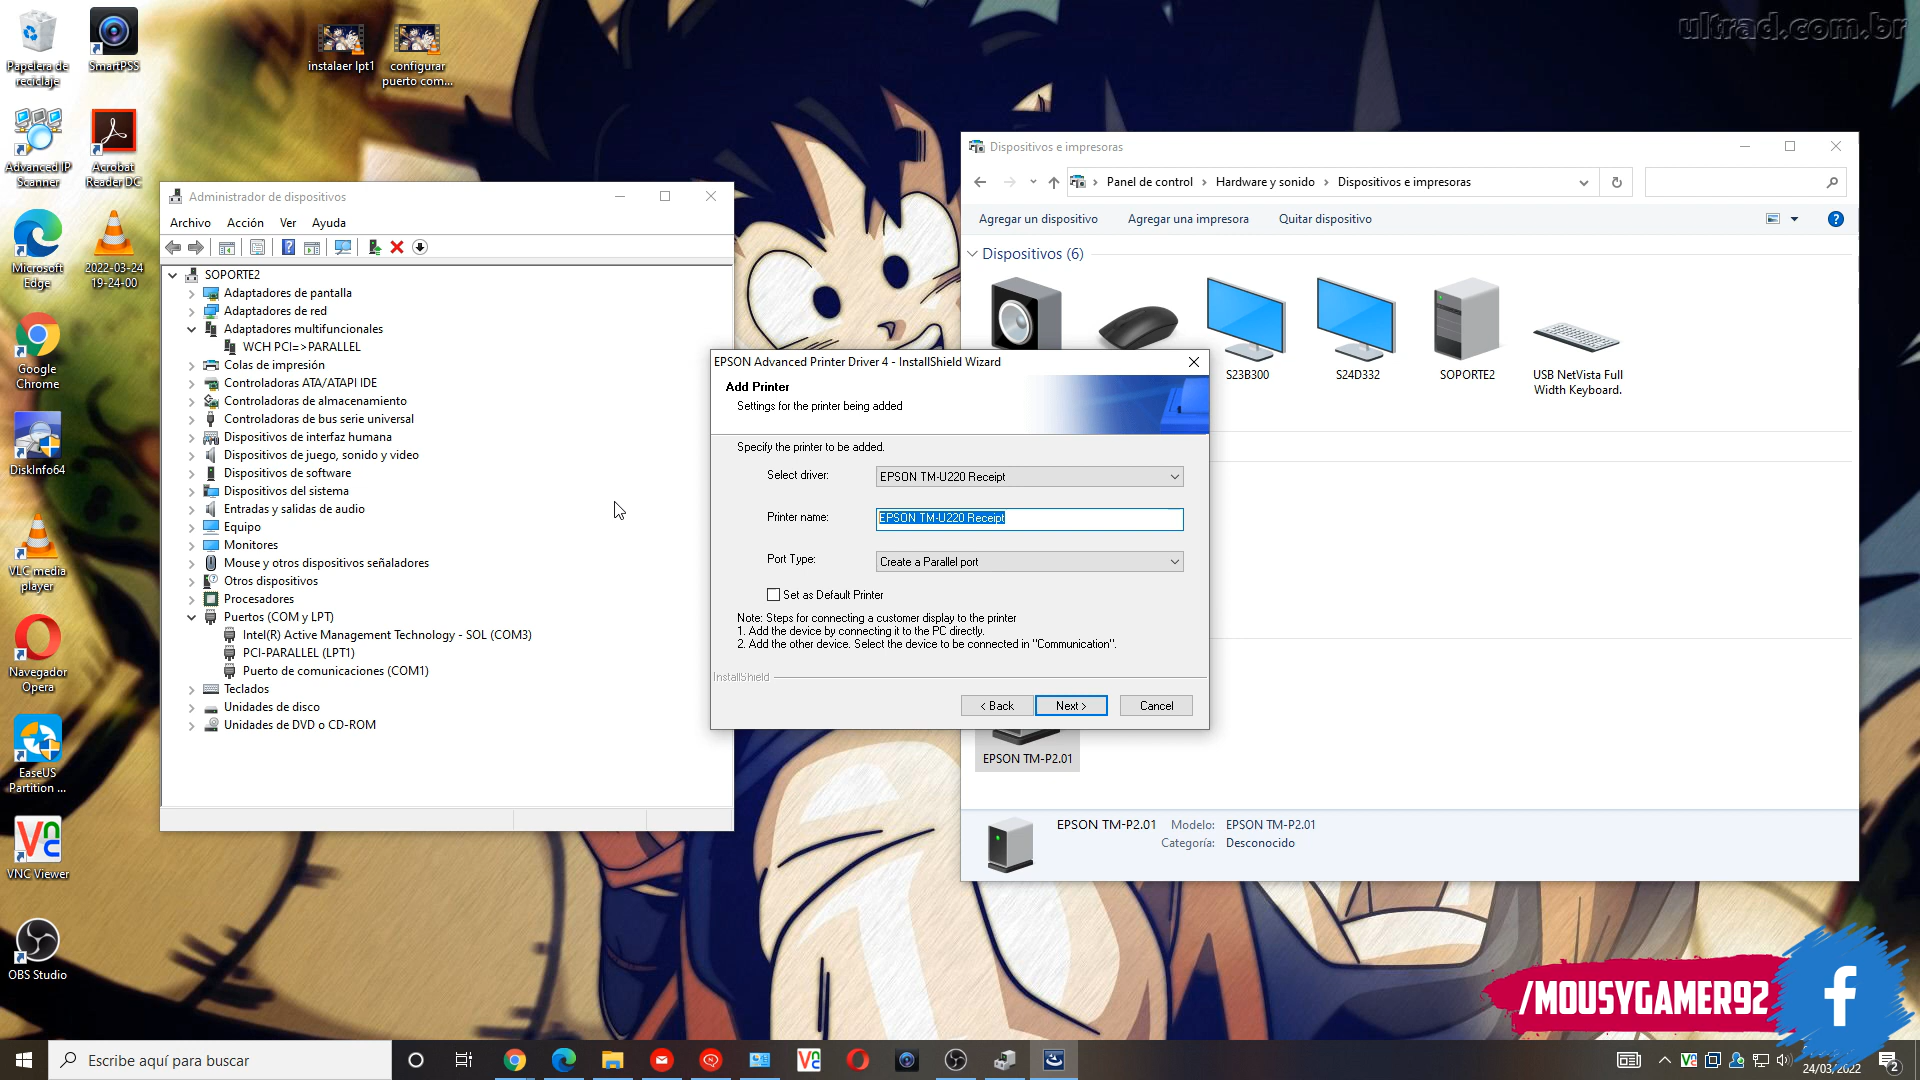 ultrad.com.br
Papelera de
reciclaje
SmartPSS
instalaer lpt1
configurar
puerto com...
Advanced IP
Scanner
Acrobat
Reader DC
Microsoft
Edge
2022-03-24
19-24-00
Google
Chrome
DiskInfo64
VLC media
player
Navegador
Opera
EaseUS
Partition ...
VNC Viewer
OBS Studio
Administrador de dispositivos
Archivo Acción Ver Ayuda
SOPORTE2
Adaptadores de pantalla
Adaptadores de red
Adaptadores multifuncionales
WCH PCI=>PARALLEL
Colas de impresión
Controladoras ATA/ATAPI IDE
Controladoras de almacenamiento
Controladoras de bus serie universal
Dispositivos de interfaz humana
Dispositivos de juego, sonido y video
Dispositivos de software
Dispositivos del sistema
Entradas y salidas de audio
Equipo
Monitores
Mouse y otros dispositivos señaladores
Otros dispositivos
Procesadores
Puertos (COM y LPT)
Intel(R) Active Management Technology - SOL (COM3)
PCI-PARALLEL (LPT1)
Puerto de comunicaciones (COM1)
Teclados
Unidades de disco
Unidades de DVD o CD-ROM
Dispositivos e impresoras
Panel de control > Hardware y sonido > Dispositivos e impresoras
Agregar un dispositivo Agregar una impresora Quitar dispositivo
Dispositivos (6)
S23B300
S24D332
SOPORTE2
USB NetVista Full
Width Keyboard.
EPSON TM-P2.01
EPSON TM-P2.01 Modelo: EPSON TM-P2.01
Categoría: Desconocido
EPSON Advanced Printer Driver 4 - InstallShield Wizard
Add Printer
Settings for the printer being added
Specify the printer to be added.
Select driver: EPSON TM-U220 Receipt
Printer name: EPSON TM-U220 Receipt
Port Type: Create a Parallel port
Set as Default Printer
Note: Steps for connecting a customer display to the printer
1. Add the device by connecting it to the PC directly.
2. Add the other device. Select the device to be connected in "Communication".
InstallShield
< Back Next > Cancel
/MOUSYGAMER92
Escribe aquí para buscar
24/03/2022
2